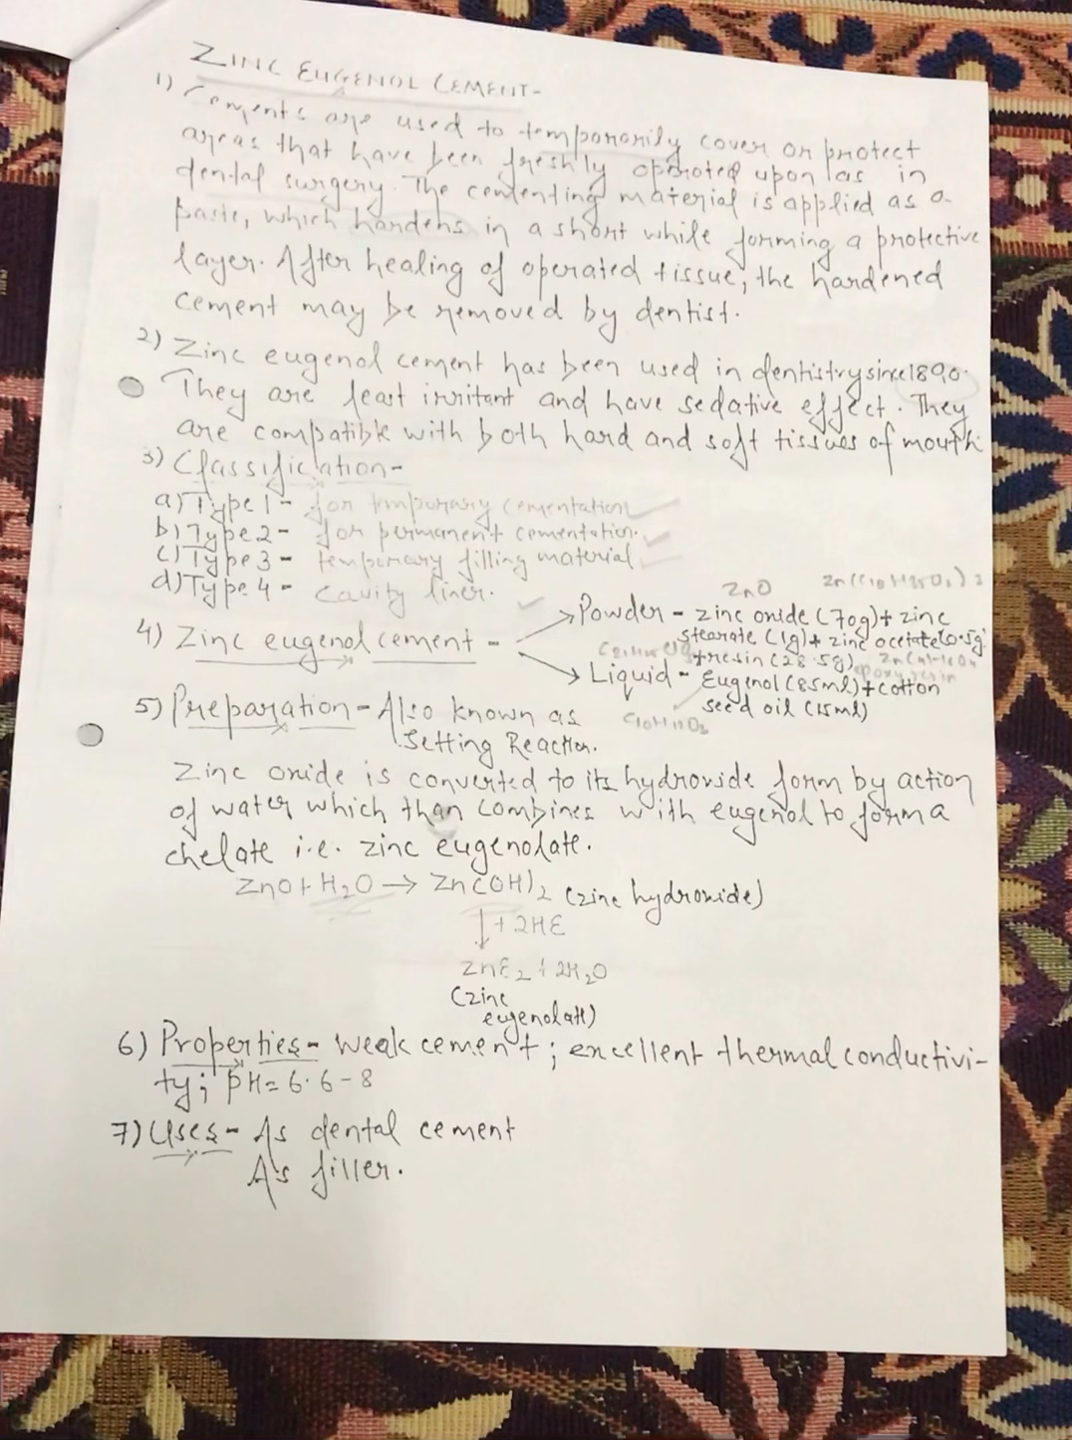 ZINC EUGENOL CEMENT-
1) Cements are used to temporarily cover or protect
areas that have been freshly operated upon as in
dental surgery. The cementing material is applied as a
paste, which hardens in a short while forming a protective
layer. After healing of operated tissue, the hardened
cement may be removed by dentist.
2) Zinc eugenol cement has been used in dentistry since 1890.
They are least irritant and have sedative effect. They
are compatible with both hard and soft tissues of mouth
3) Classification-
a) Type 1- for temporary cementation
b) Type 2- for permanent cementation.
c) Type 3- temporary filling material
d) Type 4- cavity liner.
ZnO
4) Zinc eugenol cement - → Powder - zinc oxide (70g)+ zinc
stearate (1g)+ zinc acetate (0.5g)
+resin (28.5g)
epoxy resin
→ Liquid - Eugenol (85ml)+cotton
seed oil (15ml)
5) Preparation- Also known as
Setting Reaction.
Zinc oxide is converted to its hydroxide form by action
of water which than combines with eugenol to form a
chelate i.e. zinc eugenolate.
ZnO + H2O → Zn(OH)2 (zinc hydroxide)
↓ + 2HE
ZnE2 + 2H2O
(zinc
eugenolate)
6) Properties- Weak cement; excellent thermal conductivi-
ty; pH= 6.6-8
7) Uses- As dental cement
As filler.